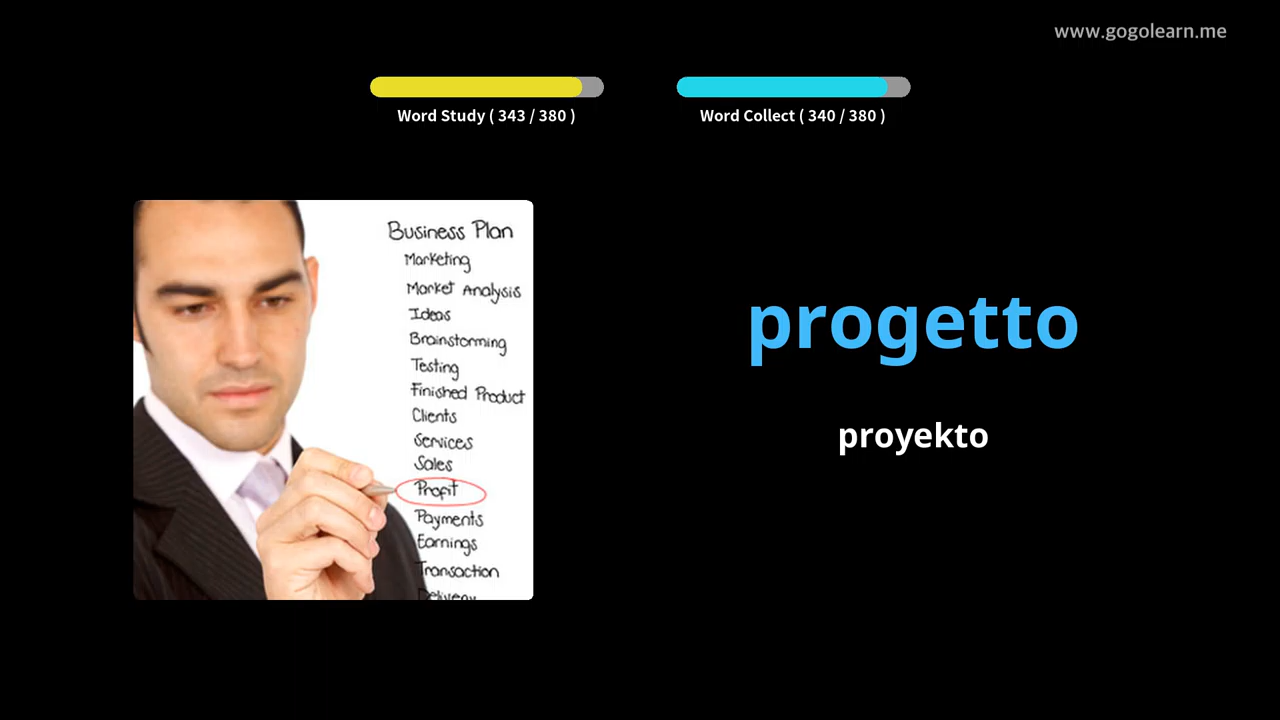 www.gogolearn.me
Word Study ( 343 / 380 )
Word Collect ( 340 / 380 )
Business Plan
Marketing
Market Analysis
Ideas
Brainstorming
Testing
Finished Product
Clients
Services
Sales
Profit
Payments
Earnings
Transaction
Delivery
progetto
proyekto